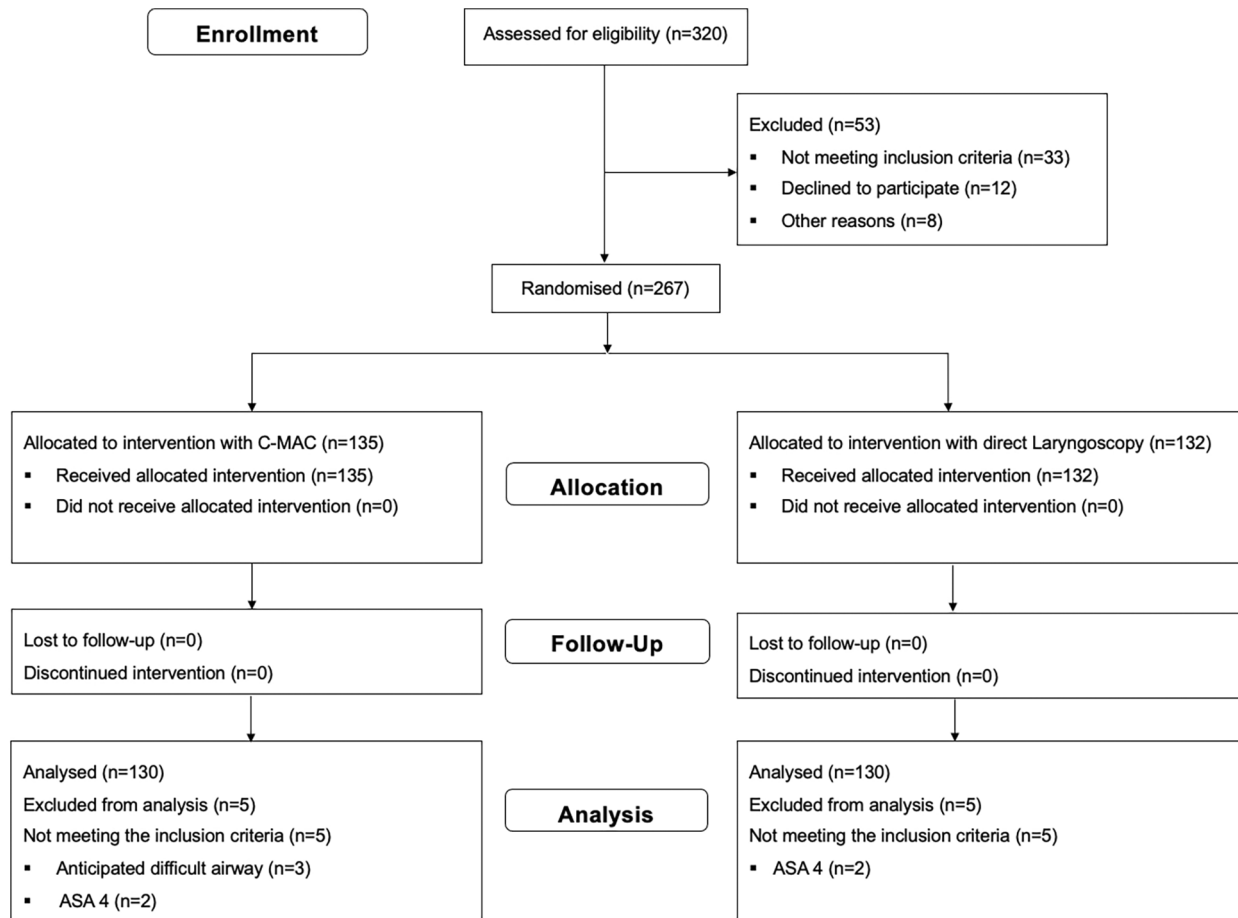 Enrollment
Assessed for eligibility (n=320)
Excluded (n=53)
▪ Not meeting inclusion criteria (n=33)
▪ Declined to participate (n=12)
▪ Other reasons (n=8)
Randomised (n=267)
Allocated to intervention with C-MAC (n=135)
▪ Received allocated intervention (n=135)
▪ Did not receive allocated intervention (n=0)
Allocation
Allocated to intervention with direct Laryngoscopy (n=132)
▪ Received allocated intervention (n=132)
▪ Did not receive allocated intervention (n=0)
Lost to follow-up (n=0)
Discontinued intervention (n=0)
Follow-Up
Lost to follow-up (n=0)
Discontinued intervention (n=0)
Analysed (n=130)
Excluded from analysis (n=5)
Not meeting the inclusion criteria (n=5)
▪ Anticipated difficult airway (n=3)
▪ ASA 4 (n=2)
Analysis
Analysed (n=130)
Excluded from analysis (n=5)
Not meeting the inclusion criteria (n=5)
▪ ASA 4 (n=2)